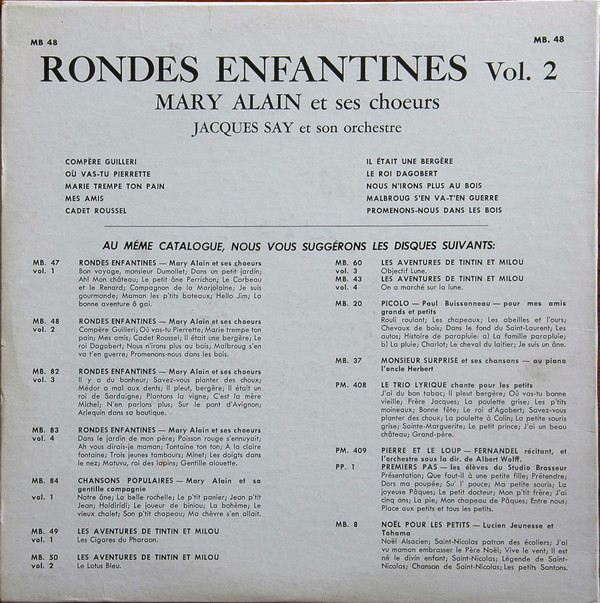 MB 48
MB. 48
RONDES ENFANTINES Vol. 2
MARY ALAIN et ses choeurs
JACQUES SAY et son orchestre
COMPÈRE GUILLERI
OÙ VAS-TU PIERRETTE
MARIE TREMPE TON PAIN
MES AMIS
CADET ROUSSEL
IL ÉTAIT UNE BERGÈRE
LE ROI DAGOBERT
NOUS N'IRONS PLUS AU BOIS
MALBROUG S'EN VA-T'EN GUERRE
PROMENONS-NOUS DANS LES BOIS
AU MÊME CATALOGUE, NOUS VOUS SUGGÉRONS LES DISQUES SUIVANTS:
MB. 47 RONDES ENFANTINES — Mary Alain et ses choeurs
vol. 1 Bon voyage, monsieur Dumollet; Dans un petit jardin;
Ah! Mon château; Le petit âne Perrichon; Le Corbeau
et le Renard; Compagnon de la Marjolaine; Je suis
gourmande; Maman les p'tits bateaux; Hello Jim; La
bonne aventure ô gai.
MB. 48 RONDES ENFANTINES — Mary Alain et ses choeurs
vol. 2 Compère Guilleri; Où vas-tu Pierrette; Marie trempe ton
pain; Mes amis; Cadet Roussel; Il était une bergère; Le
roi Dagobert; Nous n'irons plus au bois; Malbroug s'en
va t'en guerre; Promenons-nous dans les bois.
MB. 82 RONDES ENFANTINES — Mary Alain et ses choeurs
vol. 3 Il y a du bonheur; Savez-vous planter des choux;
Médor a mal aux dents; Il pleut, bergère; Il était un
roi de Sardaigne; Plantons la vigne; C'est la mère
Michel; N'en parlons plus; Sur le pont d'Avignon;
Arlequin dans sa boutique.
MB. 83 RONDES ENFANTINES — Mary Alain et ses choeurs
vol. 4 Dans le jardin de mon père; Poisson rouge s'ennuyait;
Ah vous dirais-je maman; Tontaine ton ton; À la claire
fontaine; Trois jeunes tambours; Minet; Les doigts dans
le nez; Matuvu, roi des lapins; Gentille alouette.
MB. 84 CHANSONS POPULAIRES — Mary Alain et sa
gentille compagnie
vol. 1 Notre âne; La belle rochelle; Le p'tit panier; Jean p'tit
Jean; Holdiridi; Le joueur de biniou; La bohème; Le
vieux chalet; Son p'tit chapeau; Ma chèvre s'en allait.
MB. 49 LES AVENTURES DE TINTIN ET MILOU
vol. 1 Les Cigares du Pharaon.
MB. 50 LES AVENTURES DE TINTIN ET MILOU
vol. 2 Le Lotus Bleu.
MB. 60 LES AVENTURES DE TINTIN ET MILOU
vol. 3 Objectif Lune.
MB. 43 LES AVENTURES DE TINTIN ET MILOU
vol. 4 On a marché sur la lune.
MB. 20 PICOLO — Paul Buissonneau — pour mes amis
grands et petits
Rouli roulant; Les chapeaux; Les abeilles et l'ours;
Chevaux de bois; Dans le fond du Saint-Laurent; Les
autos; Histoire de parapluie: a) La famille parapluie;
b) La pluie; Charlot; Le cheval du laitier; Je suis un âne.
MB. 37 MONSIEUR SURPRISE et ses chansons — au piano
l'oncle Herbert
PM. 408 LE TRIO LYRIQUE chante pour les petits
J'ai du bon tabac; Il pleut bergère; Où vas-tu bonne
vieille; Frère Jacques; La poulette grise; Les p'tits
moineaux; Bonne fête; Le roi d'Agobert; Savez-vous
planter des choux; La poulette à Colin; La petite souris
grise; Sainte-Marguerite; Le petit prince; J'ai un beau
château; Grand-père.
PM. 409 PIERRE ET LE LOUP — FERNANDEL récitant, et
l'orchestre sous la dir. de Albert Wolff.
PP. 1 PREMIERS PAS — les élèves du Studio Brasseur
Présentation; Que faut-il à une petite fille; Prétendre;
Dors ma poupée; Su' l' pouce; Ma petite souris; La
joyeuse Pâques; Le petit docteur; Mon p'tit frère; J'ai
cinq ans; La pie; Mon chapeau de Pâques; Entre nous;
Place aux petits et tous les petits.
MB. 8 NOËL POUR LES PETITS — Lucien Jeunesse et
Tohama
Noël Alsacien; Saint-Nicolas patron des écoliers; J'ai
vu maman embrasser le Père Noël; Vive le vent; Il est
né le divin enfant; Saint-Nicolas; Légende de Saint-
Nicolas; Chanson de Saint-Nicolas; Les petits Santons.